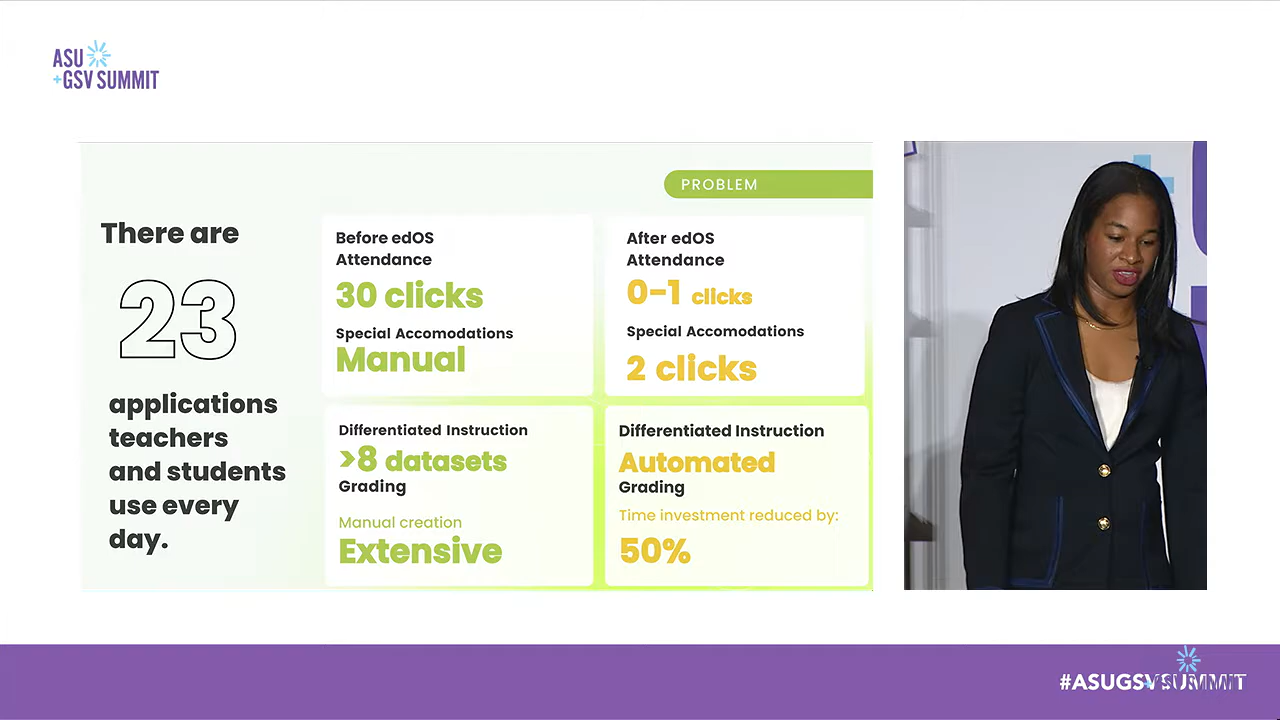 ASU
+GSV SUMMIT
PROBLEM
There are
23
applications
teachers
and students
use every
day.
Before edOS
Attendance
30 clicks
Special Accomodations
Manual
After edOS
Attendance
0-1 clicks
Special Accomodations
2 clicks
Differentiated Instruction
>8 datasets
Grading
Manual creation
Extensive
Differentiated Instruction
Automated
Grading
Time investment reduced by:
50%
#ASUGSVSUMMIT